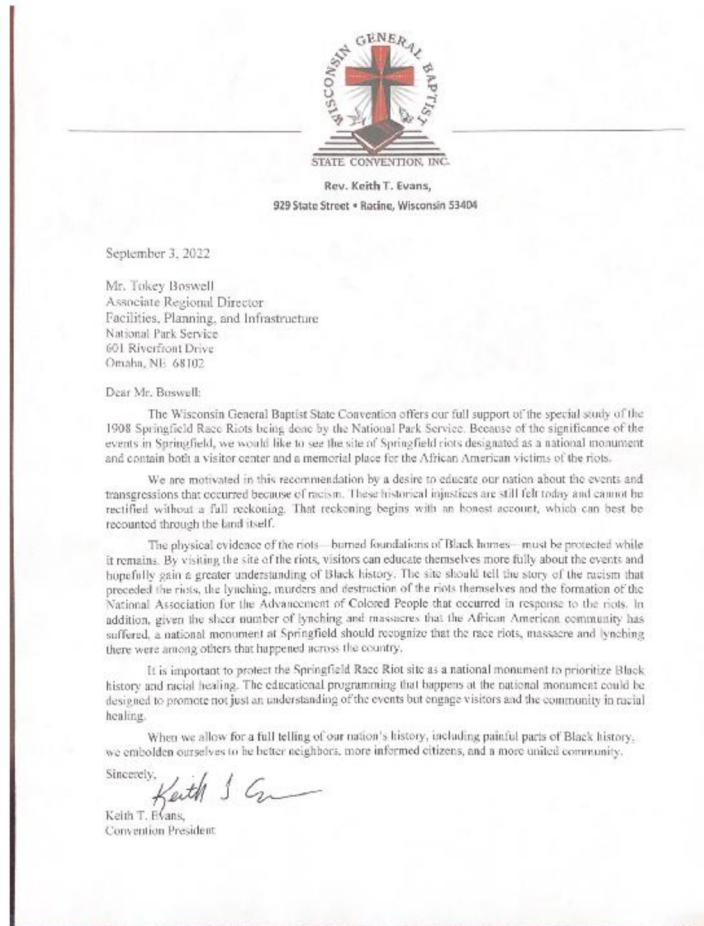 WISCONSIN GENERAL BAPTIST
STATE CONVENTION, INC.
Rev. Keith T. Evans,
929 State Street • Racine, Wisconsin 53404
September 3, 2022
Mr. Tokey Boswell
Associate Regional Director
Facilities, Planning, and Infrastructure
National Park Service
601 Riverfront Drive
Omaha, NE 68102
Dear Mr. Boswell:
The Wisconsin General Baptist State Convention offers our full support of the special study of the
1908 Springfield Race Riots being done by the National Park Service. Because of the significance of the
events in Springfield, we would like to see the site of Springfield riots designated as a national monument
and contain both a visitor center and a memorial place for the African American victims of the riots.
We are motivated in this recommendation by a desire to educate our nation about the events and
transgressions that occurred because of racism. These historical injustices are still felt today and cannot be
rectified without a full reckoning. That reckoning begins with an honest account, which can best be
recounted through the land itself.
The physical evidence of the riots—burned foundations of Black homes—must be protected while
it remains. By visiting the site of the riots, visitors can educate themselves more fully about the events and
hopefully gain a greater understanding of Black history. The site should tell the story of the racism that
preceded the riots, the lynching, murders and destruction of the riots themselves and the formation of the
National Association for the Advancement of Colored People that occurred in response to the riots. In
addition, given the sheer number of lynching and massacres that the African American community has
suffered, a national monument at Springfield should recognize that the race riots, massacre and lynching
there were among others that happened across the country.
It is important to protect the Springfield Race Riot site as a national monument to prioritize Black
history and racial healing. The educational programming that happens at the national monument could be
designed to promote not just an understanding of the events but engage visitors and the community in racial
healing.
When we allow for a full telling of our nation's history, including painful parts of Black history,
we embolden ourselves to be better neighbors, more informed citizens, and a more united community.
Sincerely,
Keith T. Evans,
Convention President